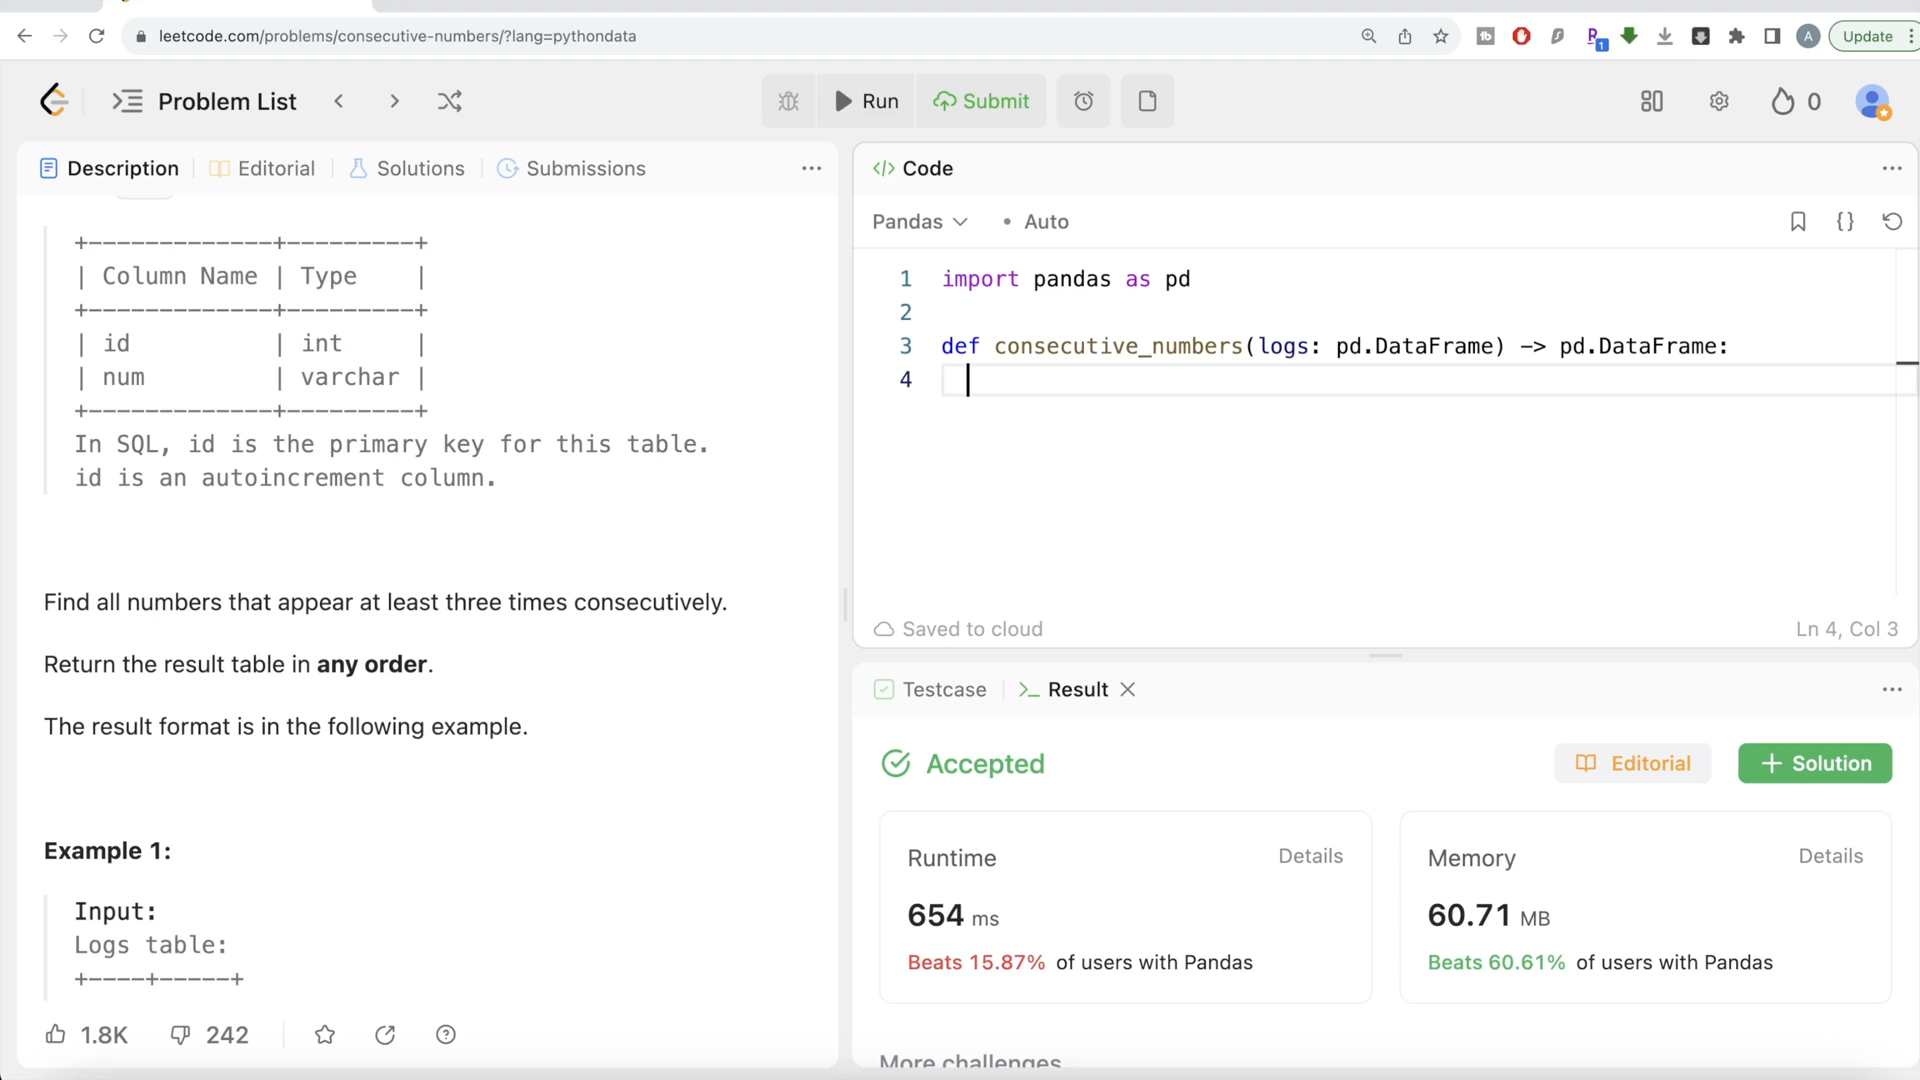 leetcode.com/problems/consecutive-numbers/?lang=pythondata
1
A
Update
Problem List
Run
Submit
0
Description
Editorial
Solutions
Submissions
+-------------+---------+
| Column Name | Type    |
+-------------+---------+
| id          | int     |
| num         | varchar |
+-------------+---------+
In SQL, id is the primary key for this table.
id is an autoincrement column.
Find all numbers that appear at least three times consecutively.
Return the result table in any order.
The result format is in the following example.
Example 1:
Input:
Logs table:
+----+-----+
1.8K
242
</> Code
Pandas
• Auto
{}
1 import pandas as pd
2
3 def consecutive_numbers(logs: pd.DataFrame) -> pd.DataFrame:
4
Saved to cloud
Ln 4, Col 3
Testcase
>_ Result
Accepted
Editorial
+ Solution
Runtime
Details
654 ms
Beats 15.87% of users with Pandas
Memory
Details
60.71 MB
Beats 60.61% of users with Pandas
More challenges